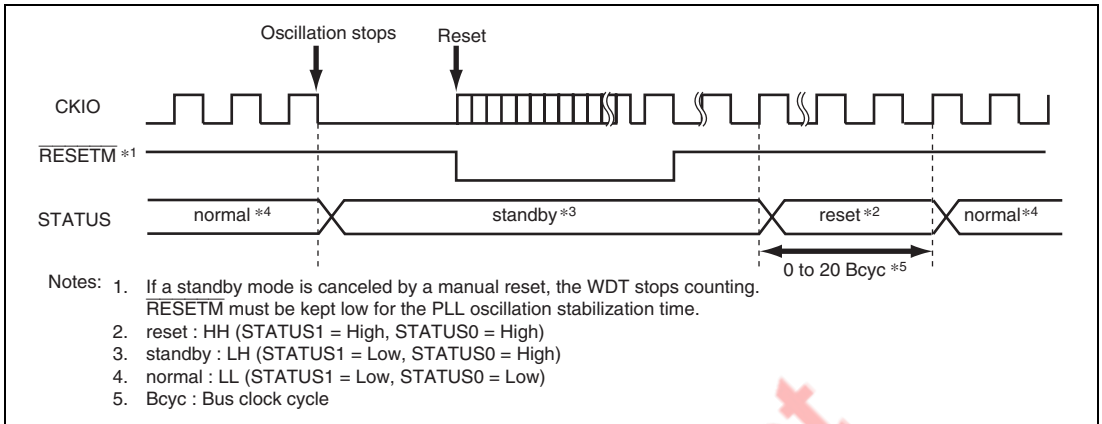 Oscillation stops Reset
CKIO
RESETM *1
STATUS normal *4 standby*3 reset*2 normal*4
0 to 20 Bcyc *5
Notes: 1. If a standby mode is canceled by a manual reset, the WDT stops counting.
RESETM must be kept low for the PLL oscillation stabilization time.
2. reset : HH (STATUS1 = High, STATUS0 = High)
3. standby : LH (STATUS1 = Low, STATUS0 = High)
4. normal : LL (STATUS1 = Low, STATUS0 = Low)
5. Bcyc : Bus clock cycle